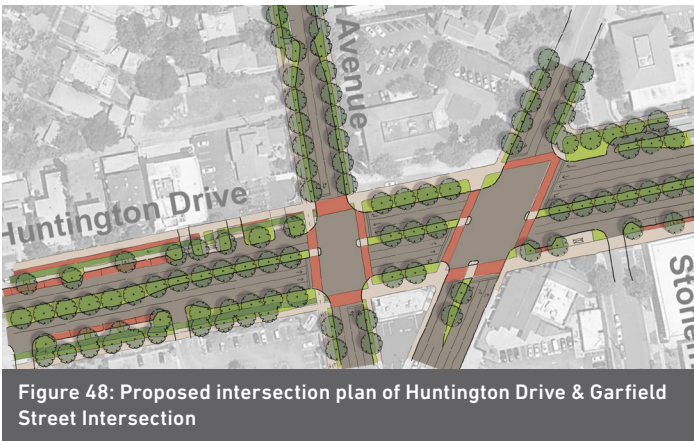 Avenue
Huntington Drive
Figure 48: Proposed intersection plan of Huntington Drive & Garfield
Street Intersection